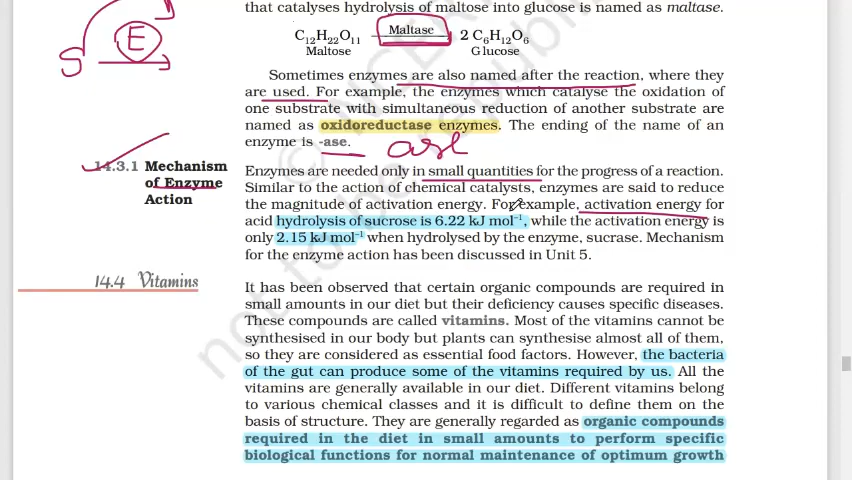 that catalyses hydrolysis of maltose into glucose is named as maltase.
C12H22O11 Maltase 2 C6H12O6
Maltose Glucose
S E
Sometimes enzymes are also named after the reaction, where they
are used. For example, the enzymes which catalyse the oxidation of
one substrate with simultaneous reduction of another substrate are
named as oxidoreductase enzymes. The ending of the name of an
enzyme is -ase.
ase
14.3.1 Mechanism
of Enzyme
Action
Enzymes are needed only in small quantities for the progress of a reaction.
Similar to the action of chemical catalysts, enzymes are said to reduce
the magnitude of activation energy. For example, activation energy for
acid hydrolysis of sucrose is 6.22 kJ mol⁻¹, while the activation energy is
only 2.15 kJ mol⁻¹ when hydrolysed by the enzyme, sucrase. Mechanism
for the enzyme action has been discussed in Unit 5.
14.4 Vitamins
It has been observed that certain organic compounds are required in
small amounts in our diet but their deficiency causes specific diseases.
These compounds are called vitamins. Most of the vitamins cannot be
synthesised in our body but plants can synthesise almost all of them,
so they are considered as essential food factors. However, the bacteria
of the gut can produce some of the vitamins required by us. All the
vitamins are generally available in our diet. Different vitamins belong
to various chemical classes and it is difficult to define them on the
basis of structure. They are generally regarded as organic compounds
required in the diet in small amounts to perform specific
biological functions for normal maintenance of optimum growth
© NCE
not to be republi